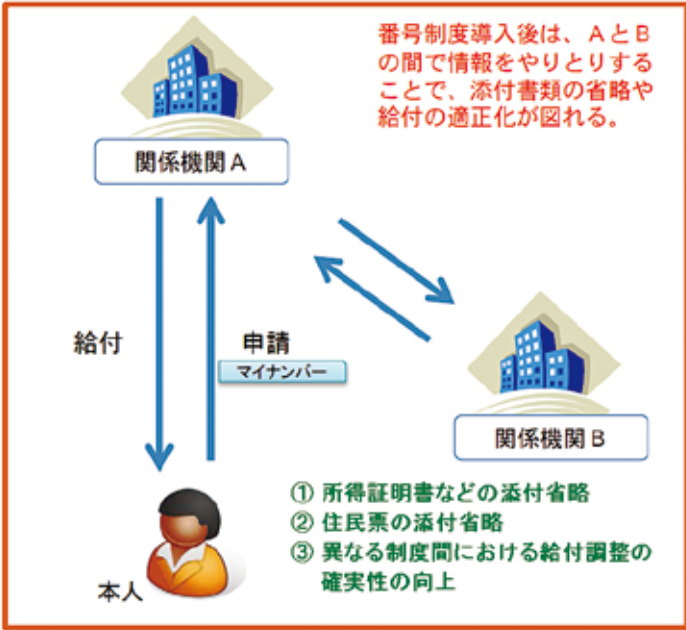 番号制度導入後は、AとB
の間で情報をやりとりする
ことで、添付書類の省略や
給付の適正化が図れる。
関係機関A
給付
申請
マイナンバー
関係機関B
① 所得証明書などの添付省略
② 住民票の添付省略
③ 異なる制度間における給付調整の
確実性の向上
本人